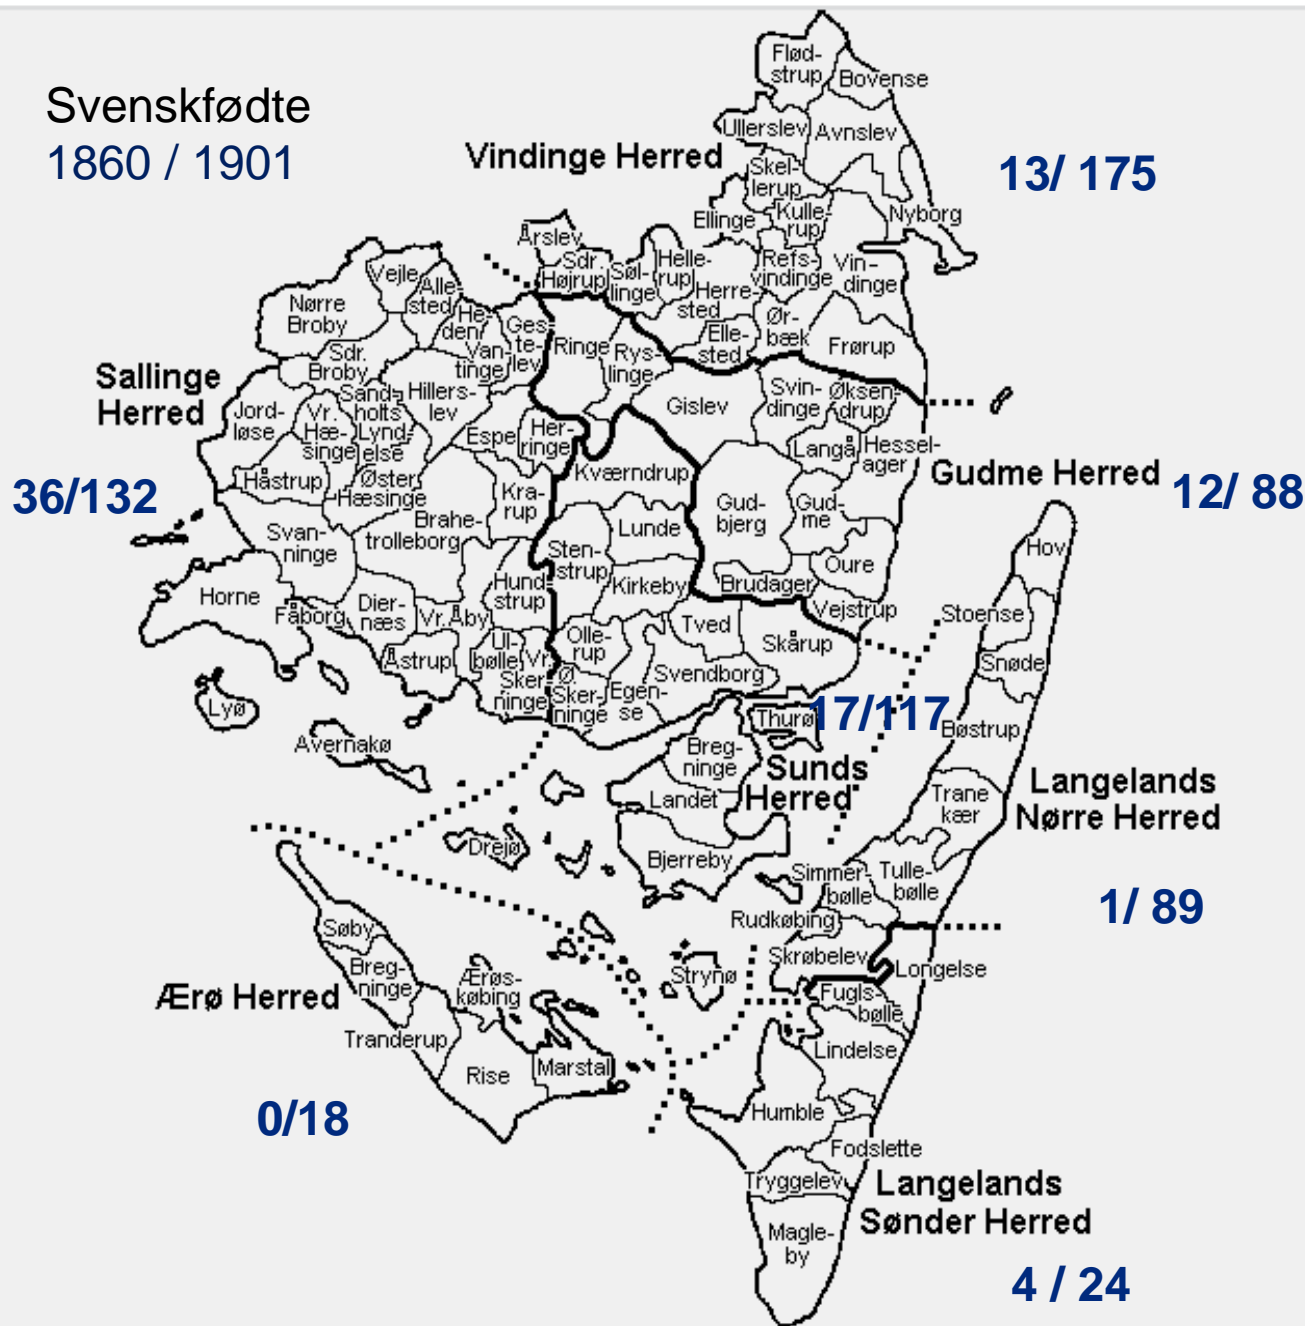 Svenskfødte
1860 / 1901
Vindinge Herred
13/ 175
Flød-
strup
Bovense
Ullerslev
Avnslev
Skel-
lerup
Ellinge
Kulle-
rup
Nyborg
Årslev
Sdr.
Højrup
Søl-
linge
Helle-
rup
Refs-
vindinge
Vin-
dinge
Herre-
sted
Elle-
sted
Ør-
bæk
Frørup
Sallinge
Herred
36/132
Vejle
Alle-
sted
Nørre
Broby
He-
den
Van-
tinge
Ges-
te-
lev
Sdr.
Broby
Sand-
holts
Lynd-
else
Hillers-
lev
Jord-
løse
Vr.
Hæ-
singe
Espe
Her-
ringe
Håstrup
Øster
Hæsinge
Kra-
rup
Svan-
ninge
Brahe-
trolleborg
Horne
Fåborg
Dier-
næs
Vr. Åby
Hund-
strup
Åstrup
Ul-
bølle
Vr.
Sker-
ninge
Lyø
Avernakø
Ringe
Rys-
linge
Gislev
Svin-
dinge
Øksen-
drup
Langå
Hessel-
ager
Gudme Herred
12/ 88
Gud-
bjerg
Gud-
me
Oure
Brudager
Vejstrup
Kværndrup
Lunde
Sten-
strup
Kirkeby
Tved
Skårup
Olle-
rup
Svendborg
Ø.
Sker-
ninge
Egen-
se
Thurø
17/117
Sunds
Herred
Breg-
ninge
Landet
Bjerreby
Drejø
Hov
Stoense
Snøde
Bøstrup
Trane
kær
Langelands
Nørre Herred
1/ 89
Simmer-
bølle
Tulle-
bølle
Rudkøbing
Skrøbelev
Strynø
Longelse
Fugls-
bølle
Lindelse
Humble
Fodslette
Tryggelev
Magle-
by
Langelands
Sønder Herred
4 / 24
Ærø Herred
0/18
Søby
Breg-
ninge
Ærøs-
købing
Tranderup
Rise
Marstal